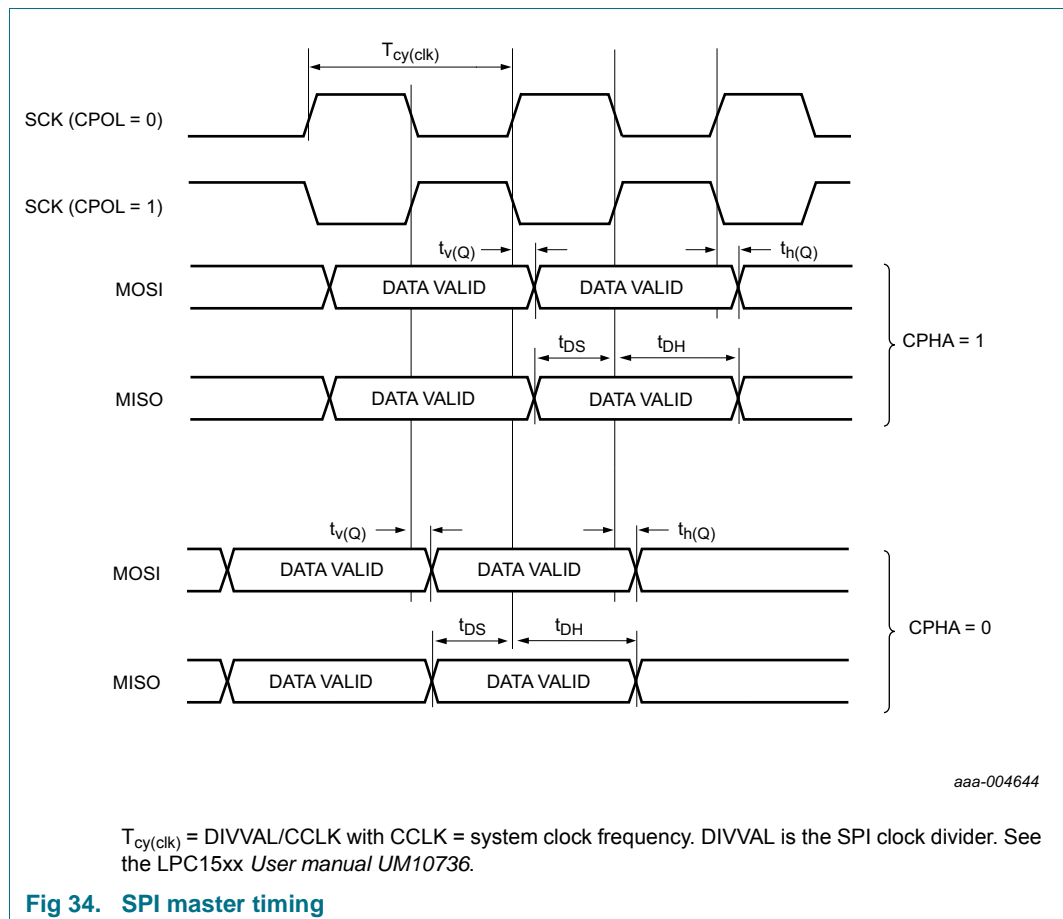 Tcy(clk)
SCK (CPOL = 0)
SCK (CPOL = 1)
tv(Q)
th(Q)
MOSI
DATA VALID
DATA VALID
CPHA = 1
tDS
tDH
MISO
DATA VALID
DATA VALID
tv(Q)
th(Q)
MOSI
DATA VALID
DATA VALID
CPHA = 0
tDS
tDH
MISO
DATA VALID
DATA VALID
aaa-004644
Tcy(clk) = DIVVAL/CCLK with CCLK = system clock frequency. DIVVAL is the SPI clock divider. See
the LPC15xx User manual UM10736.
Fig 34. SPI master timing